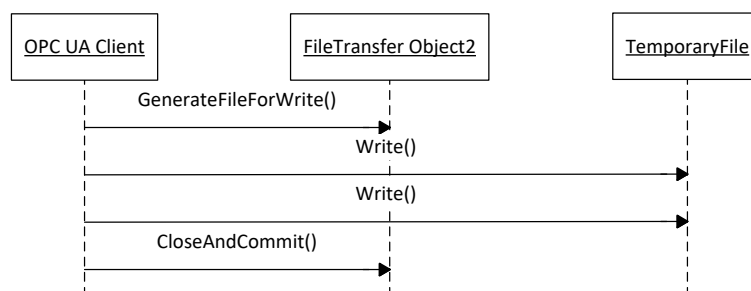 OPC UA Client
FileTransfer Object2
TemporaryFile
GenerateFileForWrite()
Write()
Write()
CloseAndCommit()